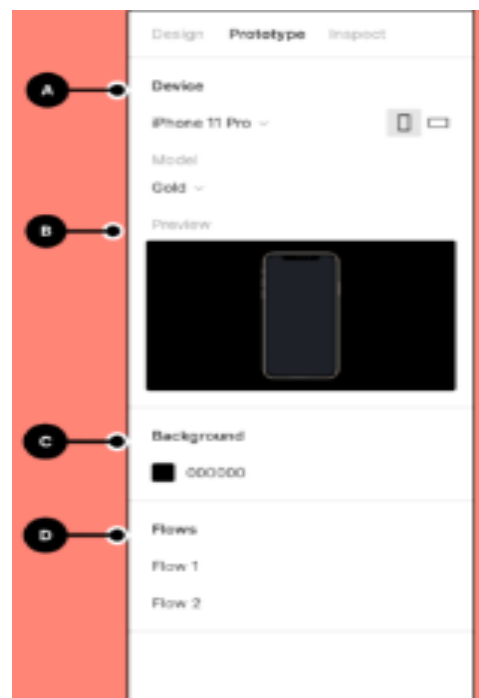 Design Prototype Inspect
A Device
iPhone 11 Pro
Model
Gold
B Preview
C Background
000000
D Flows
Flow 1
Flow 2